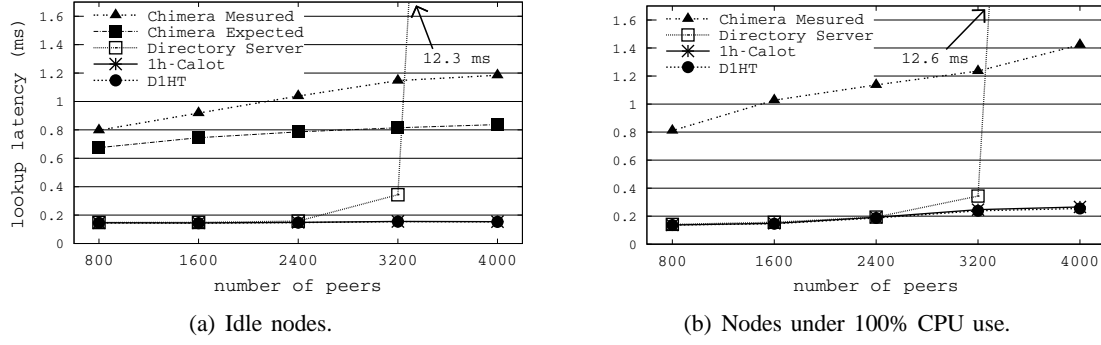 lookup latency (ms)
1.6
1.4
1.2
1
0.8
0.6
0.4
0.2
0
Chimera Mesured
Chimera Expected
Directory Server
1h-Calot
D1HT
12.3 ms
800
1600
2400
3200
4000
number of peers
(a) Idle nodes.
1.6
1.4
1.2
1
0.8
0.6
0.4
0.2
0
Chimera Mesured
Directory Server
1h-Calot
D1HT
12.6 ms
800
1600
2400
3200
4000
number of peers
(b) Nodes under 100% CPU use.